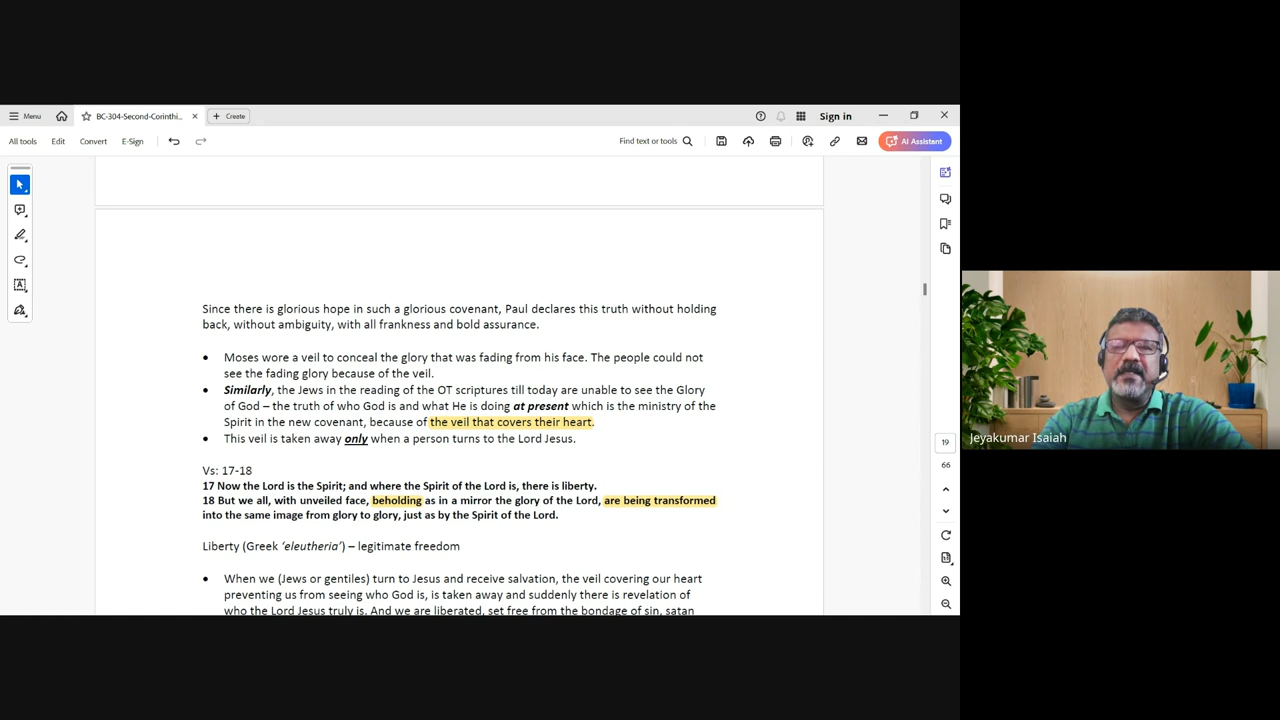 Menu
BC-304-Second-Corinthi...
Create
Sign in
All tools
Edit
Convert
E-Sign
Find text or tools
AI Assistant
Since there is glorious hope in such a glorious covenant, Paul declares this truth without holding
back, without ambiguity, with all frankness and bold assurance.
• Moses wore a veil to conceal the glory that was fading from his face. The people could not
see the fading glory because of the veil.
• Similarly, the Jews in the reading of the OT scriptures till today are unable to see the Glory
of God – the truth of who God is and what He is doing at present which is the ministry of the
Spirit in the new covenant, because of the veil that covers their heart.
• This veil is taken away only when a person turns to the Lord Jesus.
Vs: 17-18
17 Now the Lord is the Spirit; and where the Spirit of the Lord is, there is liberty.
18 But we all, with unveiled face, beholding as in a mirror the glory of the Lord, are being transformed
into the same image from glory to glory, just as by the Spirit of the Lord.
Liberty (Greek ‘eleutheria’) – legitimate freedom
• When we (Jews or gentiles) turn to Jesus and receive salvation, the veil covering our heart
preventing us from seeing who God is, is taken away and suddenly there is revelation of
who the Lord Jesus truly is. And we are liberated, set free from the bondage of sin, satan
19
66
Jeyakumar Isaiah